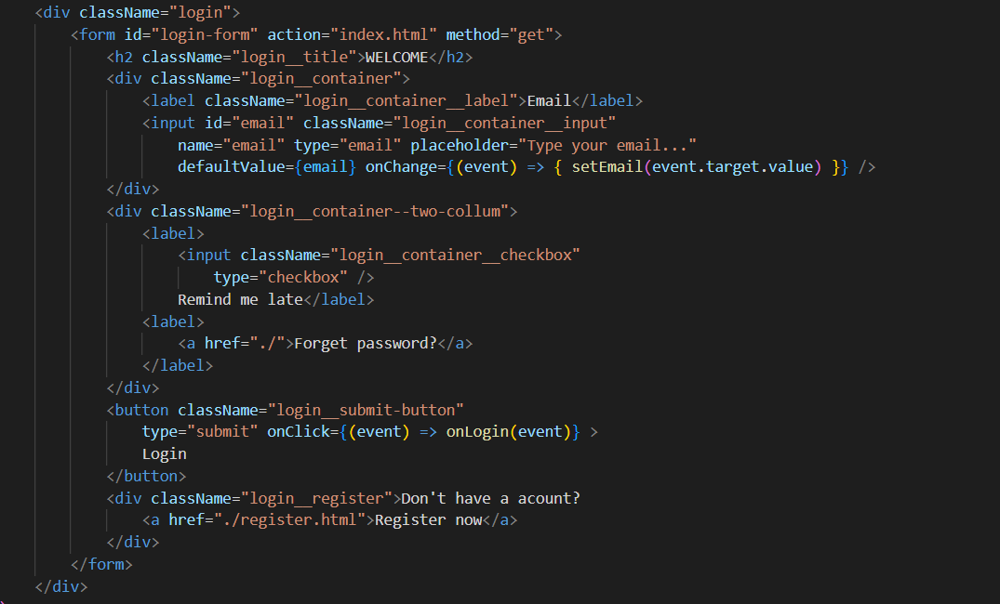 <div className="login">
<form id="login-form" action="index.html" method="get">
<h2 className="login__title">WELCOME</h2>
<div className="login__container">
<label className="login__container__label">Email</label>
<input id="email" className="login__container__input"
name="email" type="email" placeholder="Type your email..."
defaultValue={email} onChange={(event) => { setEmail(event.target.value) }} />
</div>
<div className="login__container--two-collum">
<label>
<input className="login__container__checkbox"
type="checkbox" />
Remind me late</label>
<label>
<a href="./">Forget password?</a>
</label>
</div>
<button className="login__submit-button"
type="submit" onClick={(event) => onLogin(event)} >
Login
</button>
<div className="login__register">Don't have a acount?
<a href="./register.html">Register now</a>
</div>
</form>
</div>